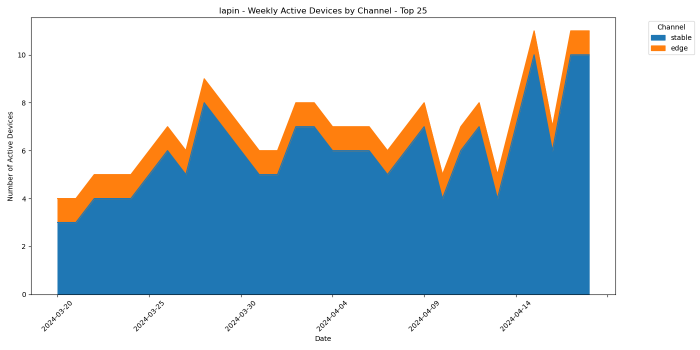 lapin - Weekly Active Devices by Channel - Top 25
Channel
stable
edge
Number of Active Devices
10
8
6
4
2
0
2024-03-20
2024-03-25
2024-03-30
2024-04-04
2024-04-09
2024-04-14
Date